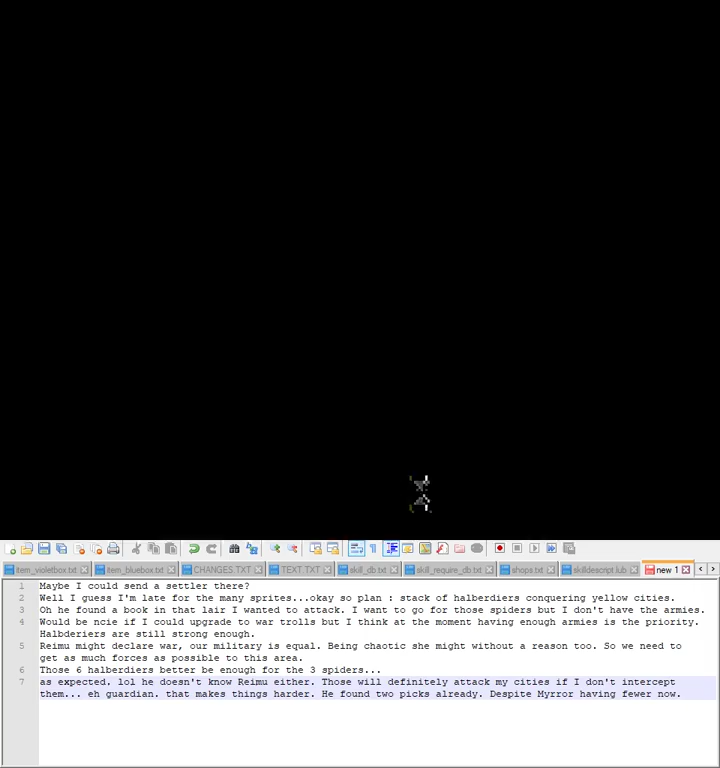 item_violetbox.txt item_bluebox.txt CHANGES.TXT TEXT.TXT skill_db.txt skill_require_db.txt shops.txt skilldescript.lub new 1
1 Maybe I could send a settler there?
2 Well I guess I'm late for the many sprites...okay so plan : stack of halberdiers conquering yellow cities.
3 Oh he found a book in that lair I wanted to attack. I want to go for those spiders but I don't have the armies.
4 Would be ncie if I could upgrade to war trolls but I think at the moment having enough armies is the priority.
Halbderiers are still strong enough.
5 Reimu might declare war, our military is equal. Being chaotic she might without a reason too. So we need to
get as much forces as possible to this area.
6 Those 6 halberdiers better be enough for the 3 spiders...
7 as expected. lol he doesn't know Reimu either. Those will definitely attack my cities if I don't intercept
them... eh guardian. that makes things harder. He found two picks already. Despite Myrror having fewer now.